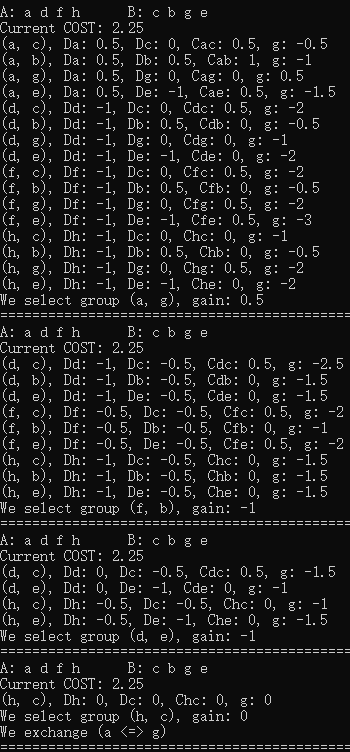 A: a d f h      B: c b g e
Current COST: 2.25
(a, c), Da: 0.5, Dc: 0, Cac: 0.5, g: -0.5
(a, b), Da: 0.5, Db: 0.5, Cab: 1, g: -1
(a, g), Da: 0.5, Dg: 0, Cag: 0, g: 0.5
(a, e), Da: 0.5, De: -1, Cae: 0.5, g: -1.5
(d, c), Dd: -1, Dc: 0, Cdc: 0.5, g: -2
(d, b), Dd: -1, Db: 0.5, Cdb: 0, g: -0.5
(d, g), Dd: -1, Dg: 0, Cdg: 0, g: -1
(d, e), Dd: -1, De: -1, Cde: 0, g: -2
(f, c), Df: -1, Dc: 0, Cfc: 0.5, g: -2
(f, b), Df: -1, Db: 0.5, Cfb: 0, g: -0.5
(f, g), Df: -1, Dg: 0, Cfg: 0.5, g: -2
(f, e), Df: -1, De: -1, Cfe: 0.5, g: -3
(h, c), Dh: -1, Dc: 0, Chc: 0, g: -1
(h, b), Dh: -1, Db: 0.5, Chb: 0, g: -0.5
(h, g), Dh: -1, Dg: 0, Chg: 0.5, g: -2
(h, e), Dh: -1, De: -1, Che: 0, g: -2
We select group (a, g), gain: 0.5
===========================================
A: a d f h      B: c b g e
Current COST: 2.25
(d, c), Dd: -1, Dc: -0.5, Cdc: 0.5, g: -2.5
(d, b), Dd: -1, Db: -0.5, Cdb: 0, g: -1.5
(d, e), Dd: -1, De: -0.5, Cde: 0, g: -1.5
(f, c), Df: -0.5, Dc: -0.5, Cfc: 0.5, g: -2
(f, b), Df: -0.5, Db: -0.5, Cfb: 0, g: -1
(f, e), Df: -0.5, De: -0.5, Cfe: 0.5, g: -2
(h, c), Dh: -1, Dc: -0.5, Chc: 0, g: -1.5
(h, b), Dh: -1, Db: -0.5, Chb: 0, g: -1.5
(h, e), Dh: -1, De: -0.5, Che: 0, g: -1.5
We select group (f, b), gain: -1
===========================================
A: a d f h      B: c b g e
Current COST: 2.25
(d, c), Dd: 0, Dc: -0.5, Cdc: 0.5, g: -1.5
(d, e), Dd: 0, De: -1, Cde: 0, g: -1
(h, c), Dh: -0.5, Dc: -0.5, Chc: 0, g: -1
(h, e), Dh: -0.5, De: -1, Che: 0, g: -1.5
We select group (d, e), gain: -1
===========================================
A: a d f h      B: c b g e
Current COST: 2.25
(h, c), Dh: 0, Dc: 0, Chc: 0, g: 0
We select group (h, c), gain: 0
We exchange (a <=> g)